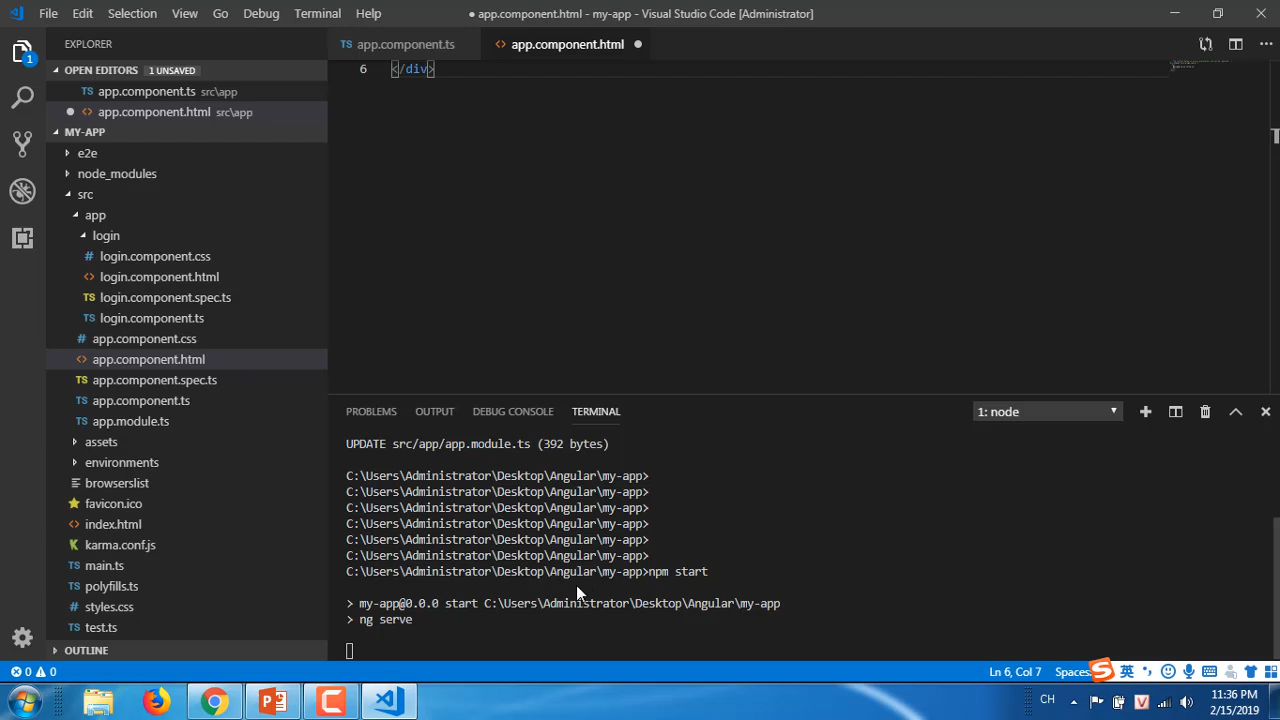 File Edit Selection View Go Debug Terminal Help
● app.component.html - my-app - Visual Studio Code [Administrator]
EXPLORER
OPEN EDITORS 1 UNSAVED
TS app.component.ts src\app
<> app.component.html src\app
MY-APP
e2e
node_modules
src
app
login
# login.component.css
<> login.component.html
TS login.component.spec.ts
TS login.component.ts
# app.component.css
<> app.component.html
TS app.component.spec.ts
TS app.component.ts
TS app.module.ts
assets
environments
browserslist
favicon.ico
<> index.html
K karma.conf.js
TS main.ts
TS polyfills.ts
# styles.css
TS test.ts
OUTLINE
1
TS app.component.ts
<> app.component.html ●
6 </div>
PROBLEMS OUTPUT DEBUG CONSOLE TERMINAL
1: node
UPDATE src/app/app.module.ts (392 bytes)
C:\Users\Administrator\Desktop\Angular\my-app>
C:\Users\Administrator\Desktop\Angular\my-app>
C:\Users\Administrator\Desktop\Angular\my-app>
C:\Users\Administrator\Desktop\Angular\my-app>
C:\Users\Administrator\Desktop\Angular\my-app>
C:\Users\Administrator\Desktop\Angular\my-app>
C:\Users\Administrator\Desktop\Angular\my-app>npm start
> my-app@0.0.0 start C:\Users\Administrator\Desktop\Angular\my-app
> ng serve
0 0
Ln 6, Col 7 Spaces:
S 英
CH
V
11:36 PM
2/15/2019